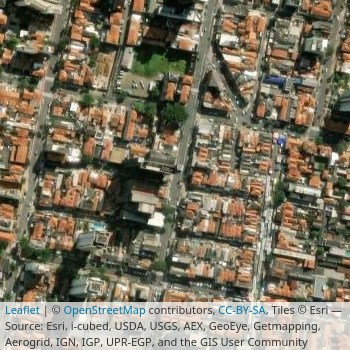 Leaflet | © OpenStreetMap contributors, CC-BY-SA, Tiles © Esri —
Source: Esri, i-cubed, USDA, USGS, AEX, GeoEye, Getmapping,
Aerogrid, IGN, IGP, UPR-EGP, and the GIS User Community